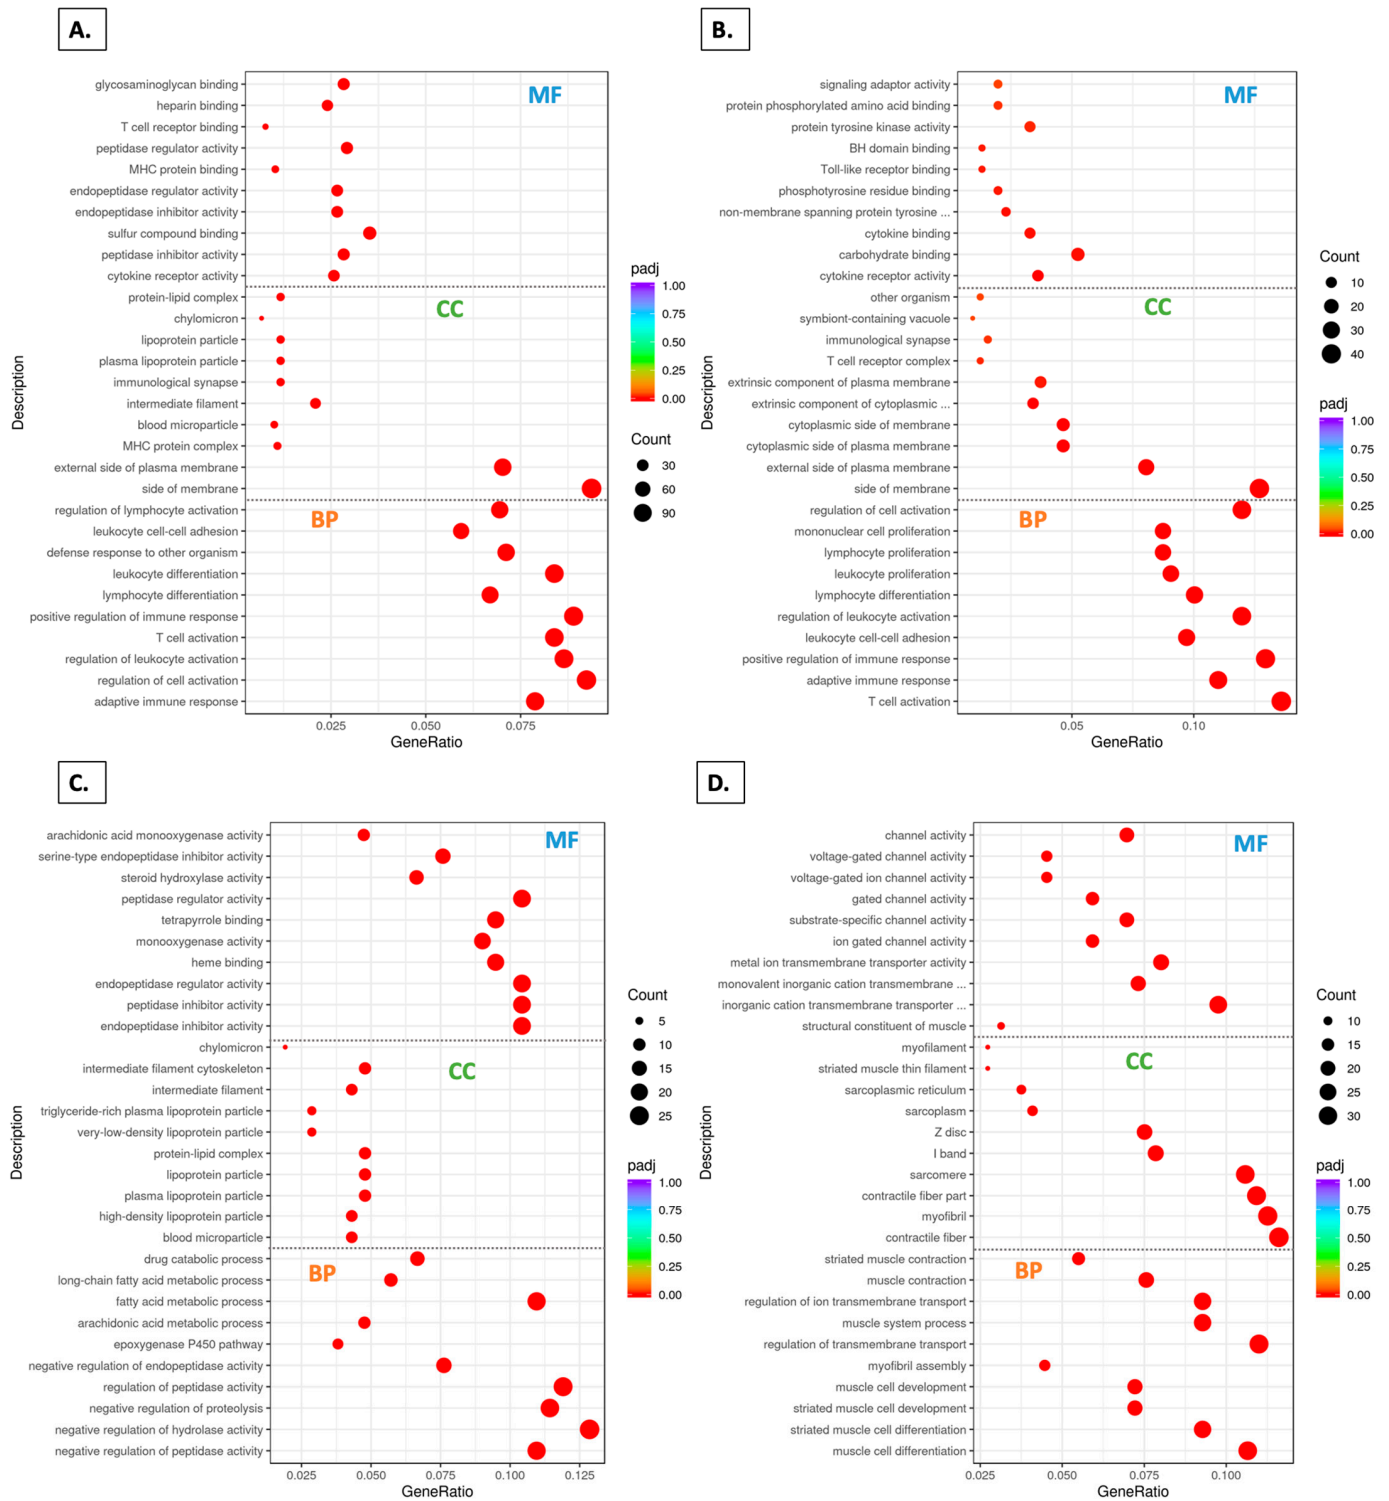 A.
glycosaminoglycan binding
heparin binding
T cell receptor binding
peptidase regulator activity
MHC protein binding
endopeptidase regulator activity
endopeptidase inhibitor activity
sulfur compound binding
peptidase inhibitor activity
cytokine receptor activity
protein-lipid complex
chylomicron
lipoprotein particle
plasma lipoprotein particle
immunological synapse
intermediate filament
blood microparticle
MHC protein complex
external side of plasma membrane
side of membrane
regulation of lymphocyte activation
leukocyte cell-cell adhesion
defense response to other organism
leukocyte differentiation
lymphocyte differentiation
positive regulation of immune response
T cell activation
regulation of leukocyte activation
regulation of cell activation
adaptive immune response
MF
CC
BP
Description
0.025 0.050 0.075
GeneRatio
padj
1.00
0.75
0.50
0.25
0.00
Count
30
60
90
B.
signaling adaptor activity
protein phosphorylated amino acid binding
protein tyrosine kinase activity
BH domain binding
Toll-like receptor binding
phosphotyrosine residue binding
non-membrane spanning protein tyrosine ...
cytokine binding
carbohydrate binding
cytokine receptor activity
other organism
symbiont-containing vacuole
immunological synapse
T cell receptor complex
extrinsic component of plasma membrane
extrinsic component of cytoplasmic ...
cytoplasmic side of membrane
cytoplasmic side of plasma membrane
external side of plasma membrane
side of membrane
regulation of cell activation
mononuclear cell proliferation
lymphocyte proliferation
leukocyte proliferation
lymphocyte differentiation
regulation of leukocyte activation
leukocyte cell-cell adhesion
positive regulation of immune response
adaptive immune response
T cell activation
MF
CC
BP
Description
0.05 0.10
GeneRatio
Count
10
20
30
40
padj
1.00
0.75
0.50
0.25
0.00
C.
arachidonic acid monooxygenase activity
serine-type endopeptidase inhibitor activity
steroid hydroxylase activity
peptidase regulator activity
tetrapyrrole binding
monooxygenase activity
heme binding
endopeptidase regulator activity
peptidase inhibitor activity
endopeptidase inhibitor activity
chylomicron
intermediate filament cytoskeleton
intermediate filament
triglyceride-rich plasma lipoprotein particle
very-low-density lipoprotein particle
protein-lipid complex
lipoprotein particle
plasma lipoprotein particle
high-density lipoprotein particle
blood microparticle
drug catabolic process
long-chain fatty acid metabolic process
fatty acid metabolic process
arachidonic acid metabolic process
epoxygenase P450 pathway
negative regulation of endopeptidase activity
regulation of peptidase activity
negative regulation of proteolysis
negative regulation of hydrolase activity
negative regulation of peptidase activity
MF
CC
BP
Description
0.025 0.050 0.075 0.100 0.125
GeneRatio
Count
5
10
15
20
25
padj
1.00
0.75
0.50
0.25
0.00
D.
channel activity
voltage-gated channel activity
voltage-gated ion channel activity
gated channel activity
substrate-specific channel activity
ion gated channel activity
metal ion transmembrane transporter activity
monovalent inorganic cation transmembrane ...
inorganic cation transmembrane transporter ...
structural constituent of muscle
myofilament
striated muscle thin filament
sarcoplasmic reticulum
sarcoplasm
Z disc
I band
sarcomere
contractile fiber part
myofibril
contractile fiber
striated muscle contraction
muscle contraction
regulation of ion transmembrane transport
muscle system process
regulation of transmembrane transport
myofibril assembly
muscle cell development
striated muscle cell development
striated muscle cell differentiation
muscle cell differentiation
MF
CC
BP
Description
0.025 0.050 0.075 0.100
GeneRatio
Count
10
15
20
25
30
padj
1.00
0.75
0.50
0.25
0.00